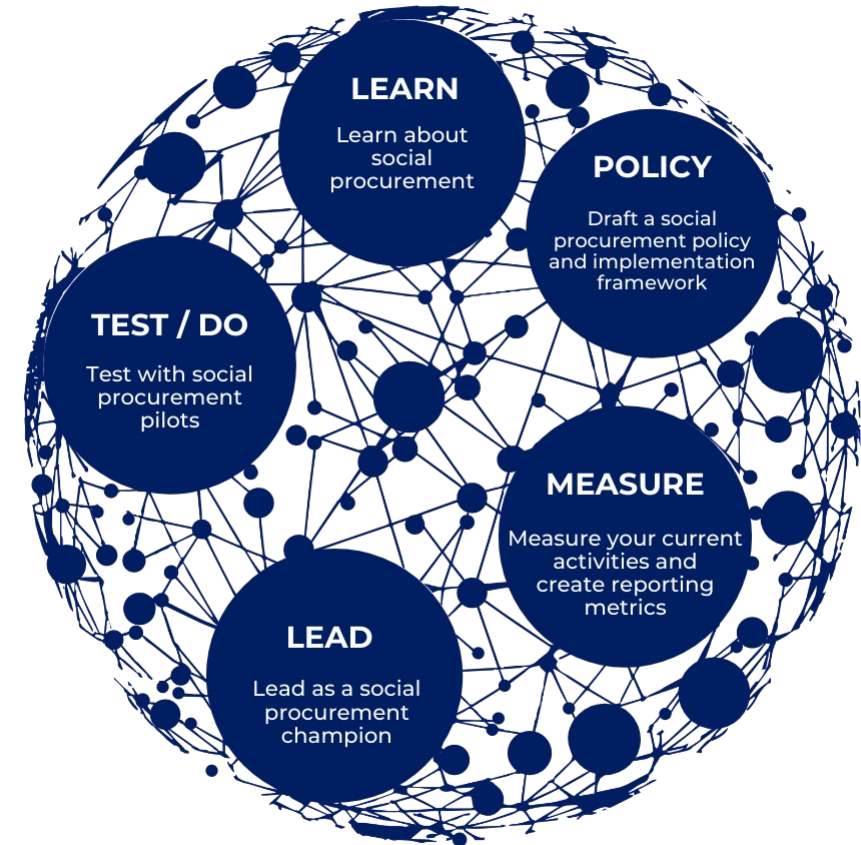 LEARN
Learn about
social
procurement
POLICY
Draft a social
procurement policy
and implementation
framework
TEST / DO
Test with social
procurement
pilots
MEASURE
Measure your current
activities and
create reporting
metrics
LEAD
Lead as a social
procurement
champion